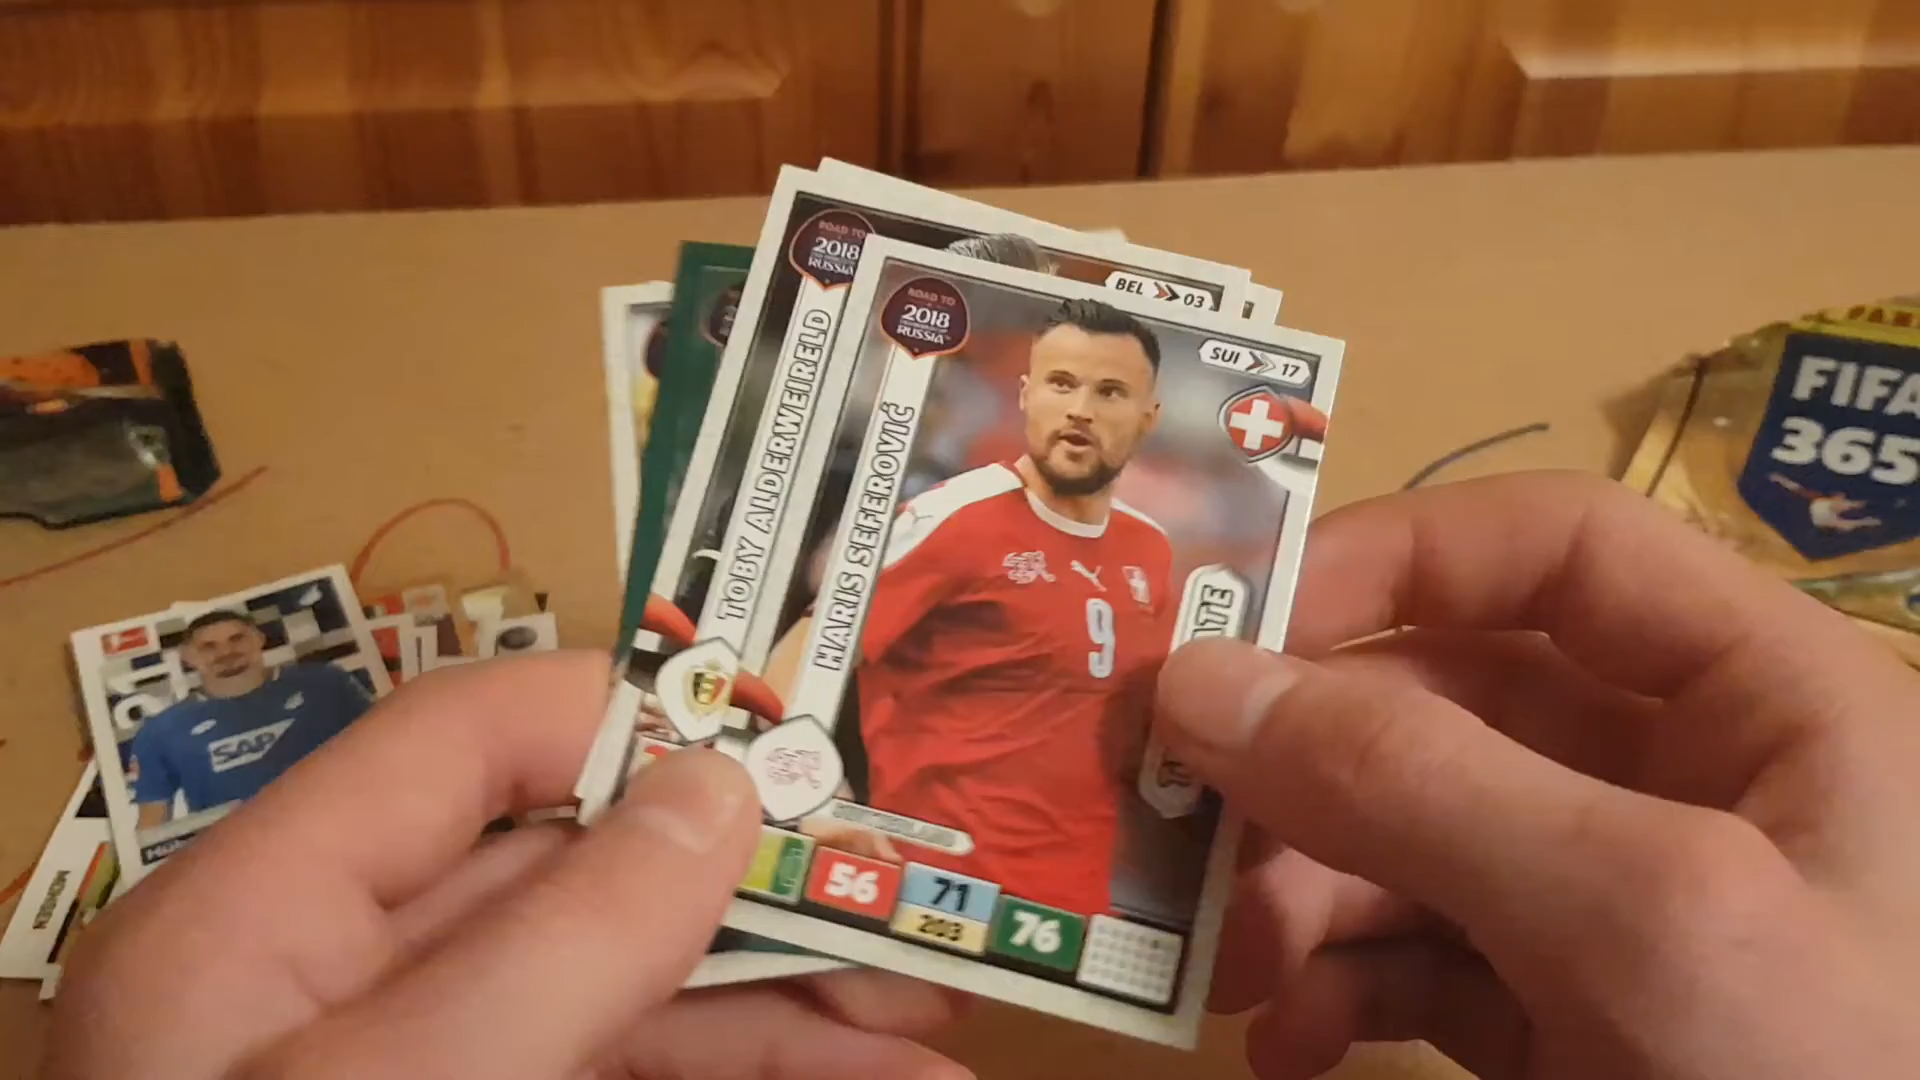 ROAD TO
2018
RUSSIA
BEL 03
TOBY ALDERWEIRELD
ROAD TO
2018
RUSSIA
SUI 17
HARIS SEFEROVIĆ
9
56
71
203
76
FIFA
365
SAP